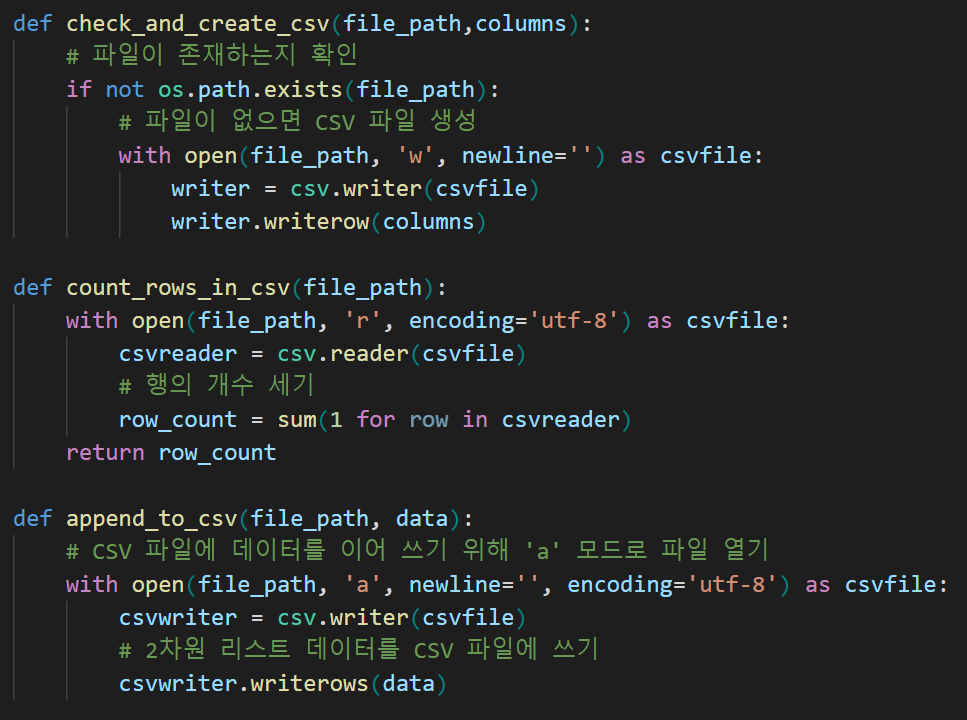 def check_and_create_csv(file_path,columns):
    # 파일이 존재하는지 확인
    if not os.path.exists(file_path):
        # 파일이 없으면 CSV 파일 생성
        with open(file_path, 'w', newline='') as csvfile:
            writer = csv.writer(csvfile)
            writer.writerow(columns)

def count_rows_in_csv(file_path):
    with open(file_path, 'r', encoding='utf-8') as csvfile:
        csvreader = csv.reader(csvfile)
        # 행의 개수 세기
        row_count = sum(1 for row in csvreader)
    return row_count

def append_to_csv(file_path, data):
    # CSV 파일에 데이터를 이어 쓰기 위해 'a' 모드로 파일 열기
    with open(file_path, 'a', newline='', encoding='utf-8') as csvfile:
        csvwriter = csv.writer(csvfile)
        # 2차원 리스트 데이터를 CSV 파일에 쓰기
        csvwriter.writerows(data)